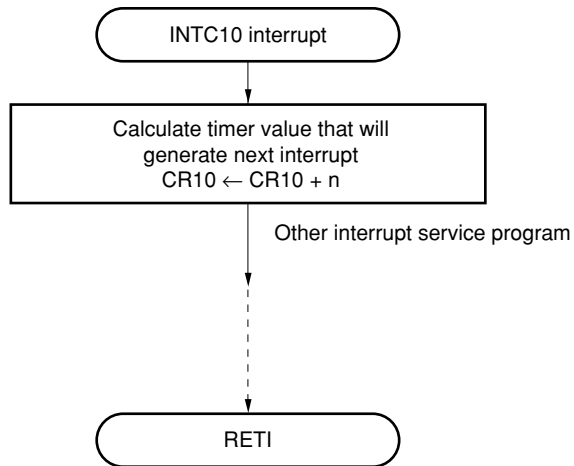 INTC10 interrupt
Calculate timer value that will
generate next interrupt
CR10 ← CR10 + n
Other interrupt service program
RETI